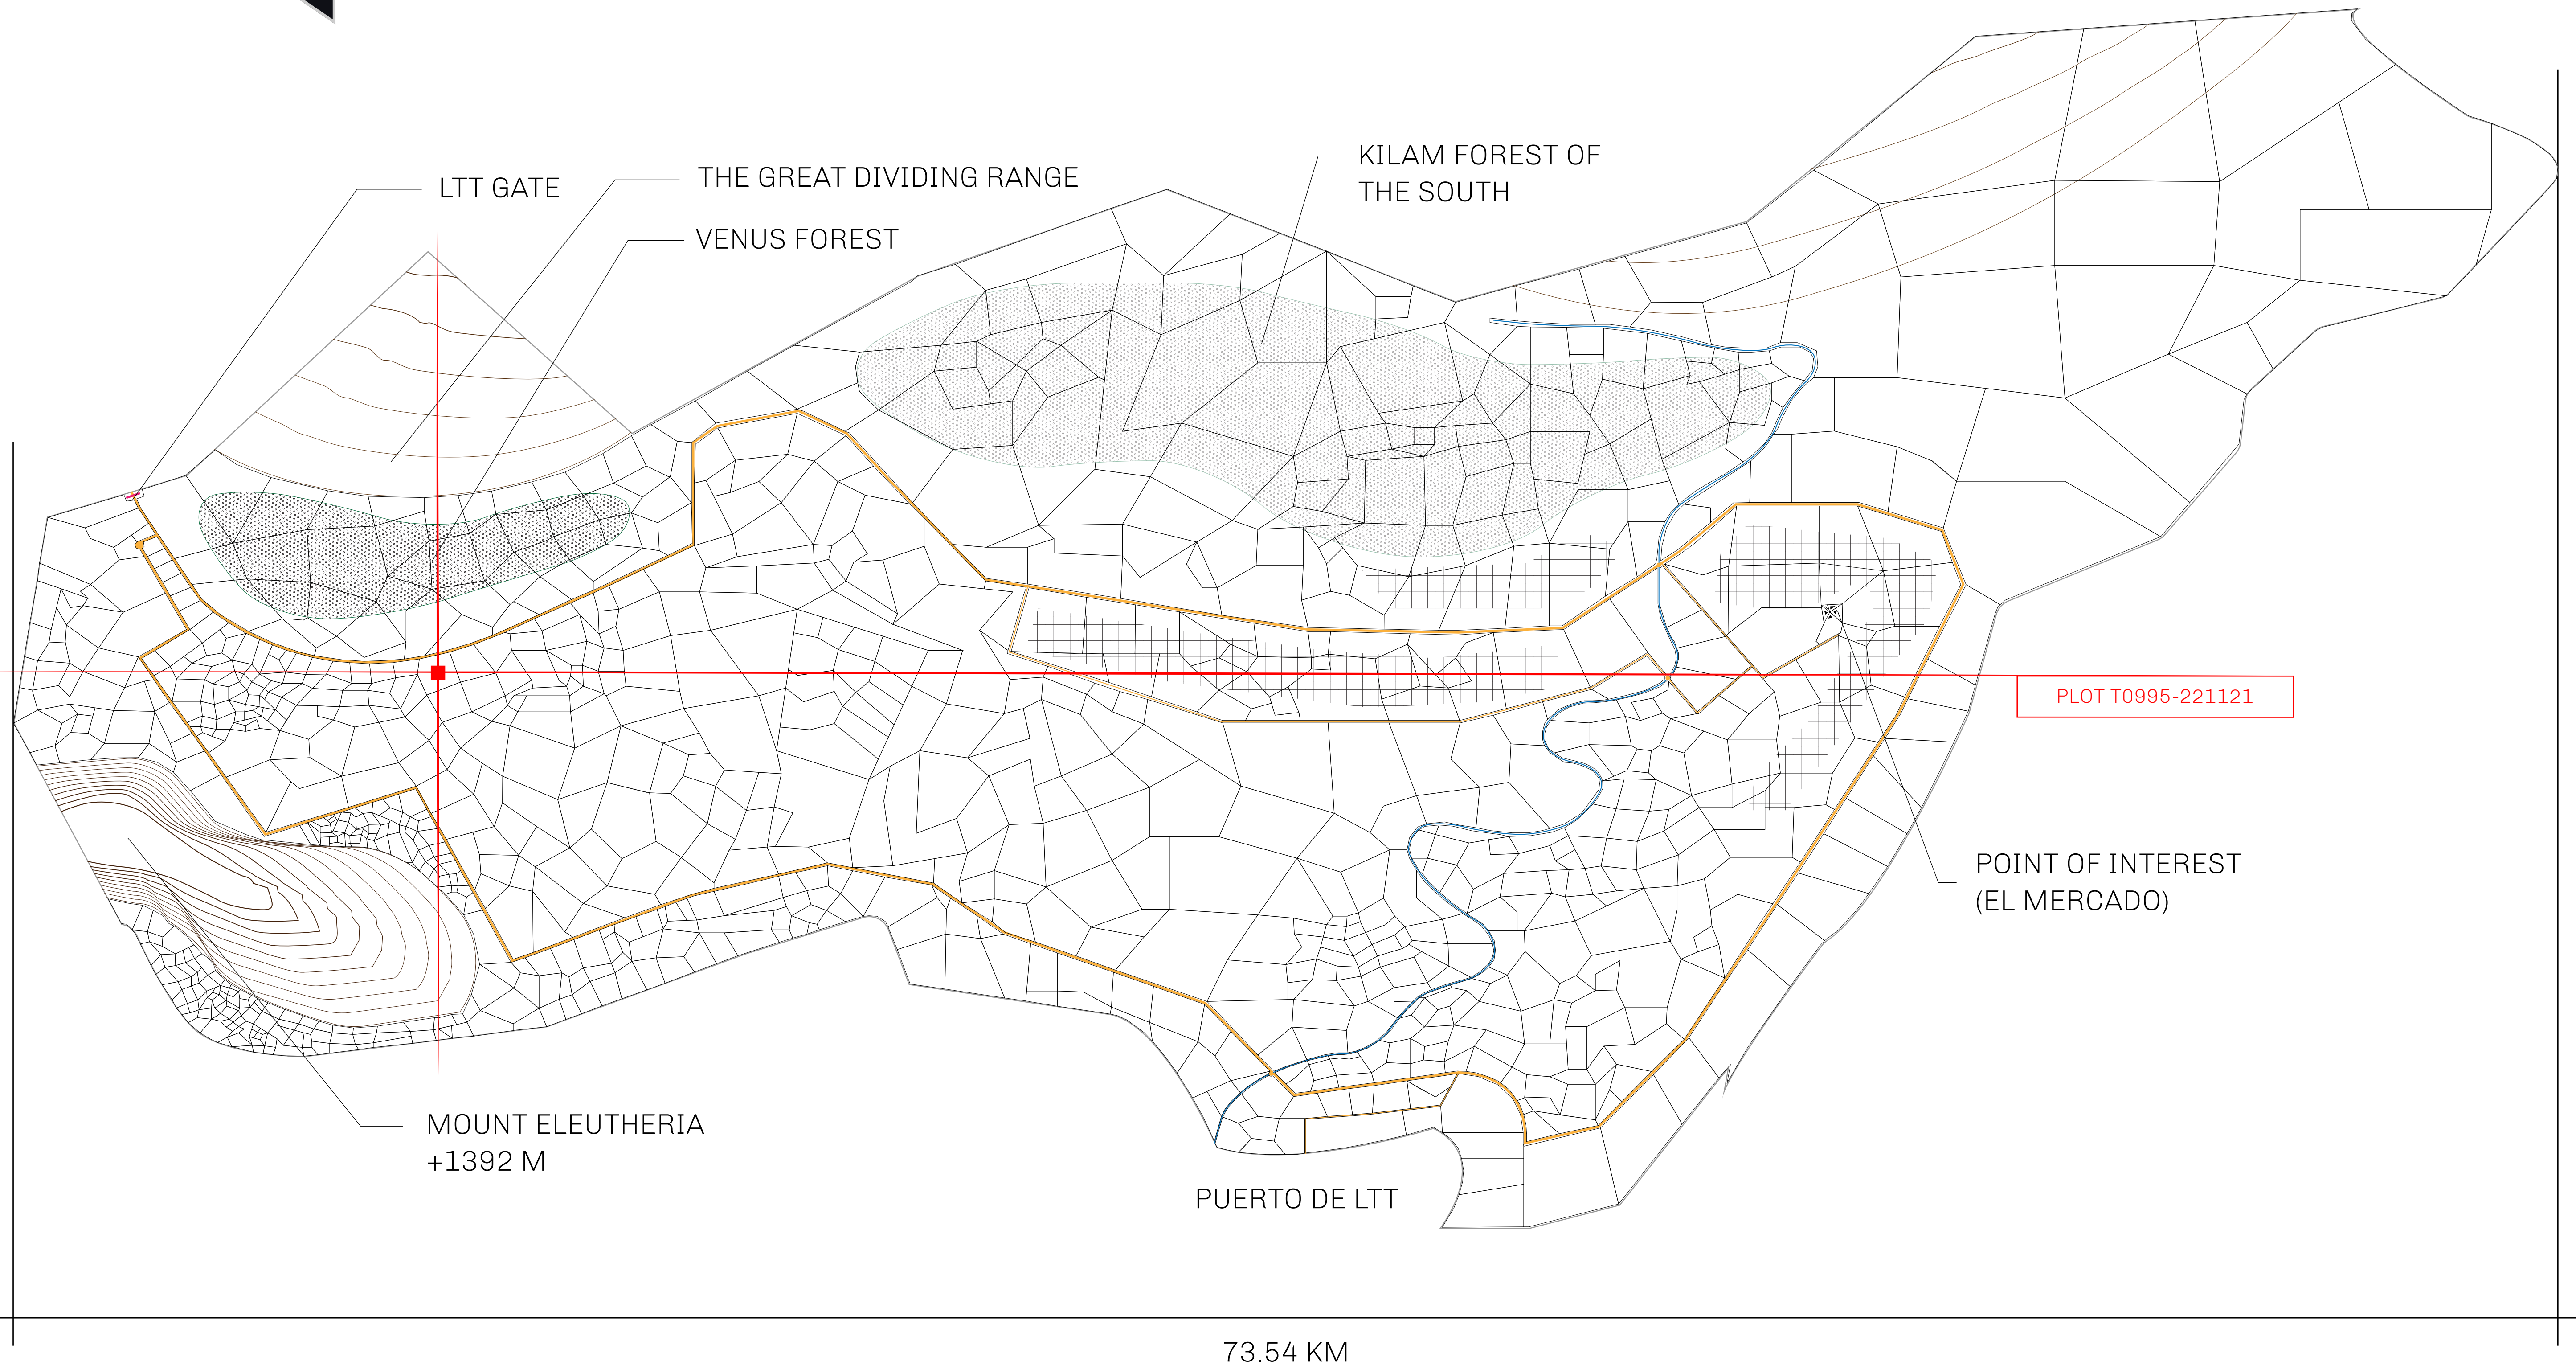 KILAM FOREST OF
THE SOUTH
LTT GATE
THE GREAT DIVIDING RANGE
VENUS FOREST
PLOT T0995-221121
POINT OF INTEREST
(EL MERCADO)
MOUNT ELEUTHERIA
+1392 M
PUERTO DE LTT
73.54 KM